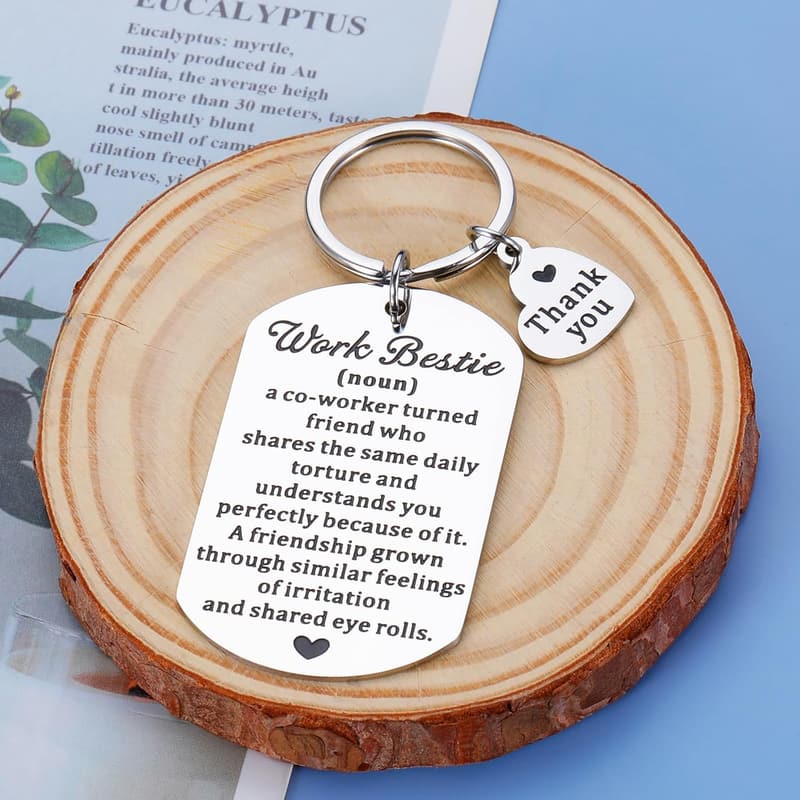 EUCALYPTUS
Eucalyptus: myrtle,
mainly produced in Au
stralia, the average heigh
t in more than 30 meters, taste
cool slightly blunt
nose smell of camp
tillation freely
of leaves, yi
Thank
you
Work Bestie
(noun)
a co-worker turned
friend who
shares the same daily
torture and
understands you
perfectly because of it.
A friendship grown
through similar feelings
of irritation
and shared eye rolls.